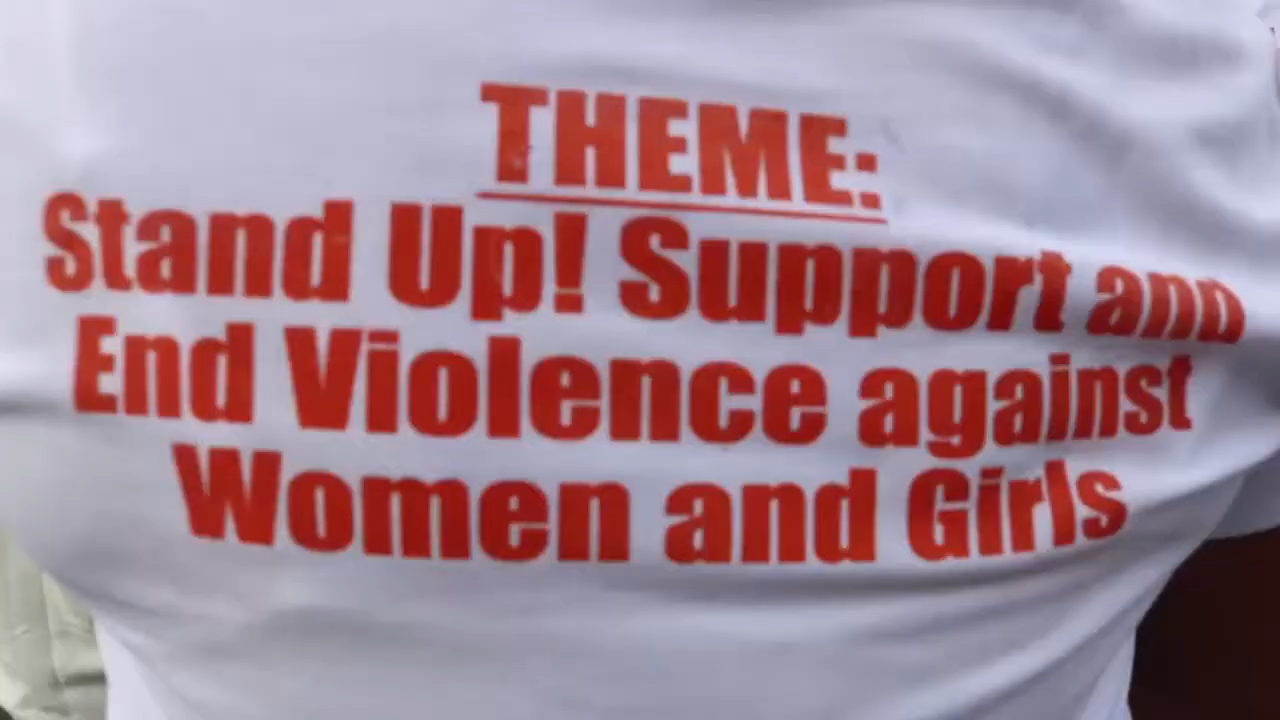 THEME:
Stand Up! Support and
End Violence against
Women and Girls